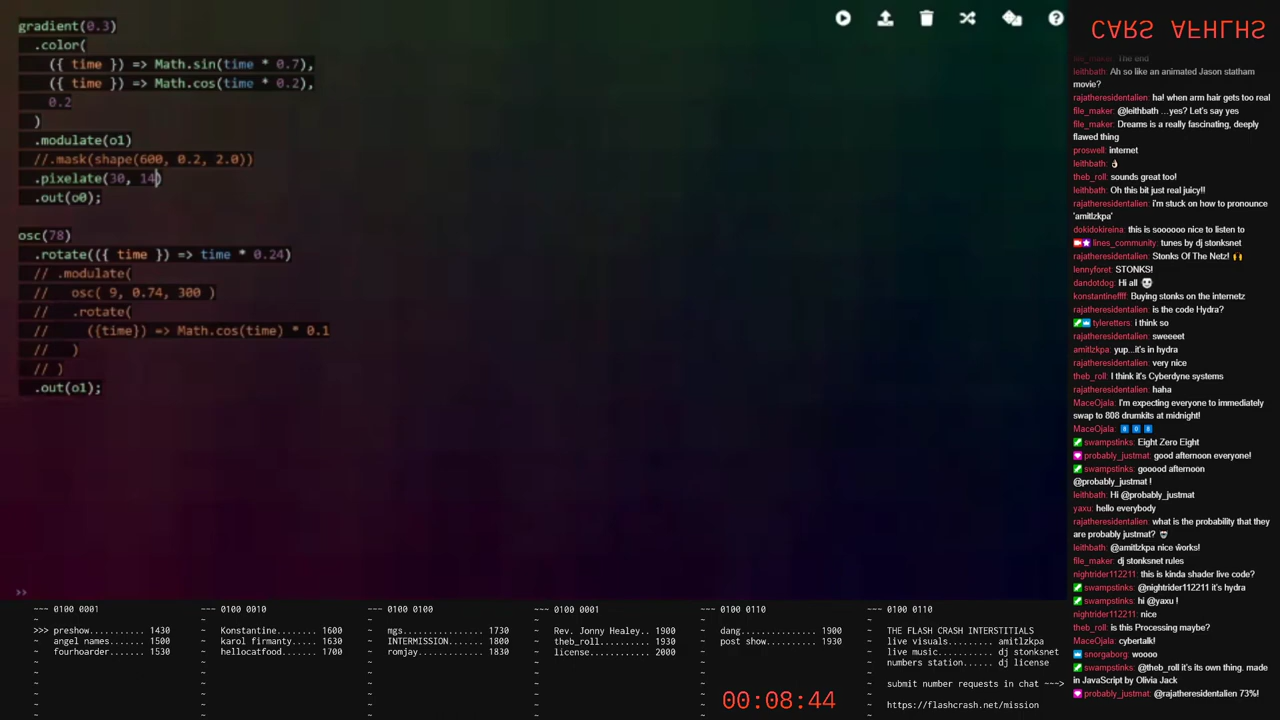 gradient(0.3)
.color(
({ time }) => Math.sin(time * 0.7),
({ time }) => Math.cos(time * 0.2),
0.2
)
.modulate(o1)
//.mask(shape(600, 0.2, 2.0))
.pixelate(30, 14)
.out(o0);
osc(78)
.rotate(({ time }) => time * 0.24)
// .modulate(
// osc( 9, 0.74, 300 )
// .rotate(
// ({time}) => Math.cos(time) * 0.1
// )
// )
.out(o1);
>>
CARS AFHLHS
file_maker: The end
leithbath: Ah so like an animated Jason statham
movie?
rajatheresidentalien: ha! when arm hair gets too real
file_maker: @leithbath ...yes? Let's say yes
file_maker: Dreams is a really fascinating, deeply
flawed thing
proswell: internet
leithbath: 👌
theb_roll: sounds great too!
leithbath: Oh this bit just real juicy!!
rajatheresidentalien: i'm stuck on how to pronounce
'amitlzkpa'
dokidokireina: this is soooooo nice to listen to
lines_community: tunes by dj stonksnet
rajatheresidentalien: Stonks Of The Netz! 🙌
lennyforet: STONKS!
dandotdog: Hi all
konstantineffff: Buying stonks on the internetz
rajatheresidentalien: is the code Hydra?
tyleretters: i think so
rajatheresidentalien: sweeeet
amitlzkpa: yup...it's in hydra
rajatheresidentalien: very nice
theb_roll: I think it's Cyberdyne systems
rajatheresidentalien: haha
MaceOjala: I'm expecting everyone to immediately
swap to 808 drumkits at midnight!
MaceOjala: 8 0 8
swampstinks: Eight Zero Eight
probably_justmat: good afternoon everyone!
swampstinks: gooood afternoon
@probably_justmat !
leithbath: Hi @probably_justmat
yaxu: hello everybody
rajatheresidentalien: what is the probability that they
are probably justmat?
leithbath: @amitlzkpa nice works!
file_maker: dj stonksnet rules
nightrider112211: this is kinda shader live code?
swampstinks: @nightrider112211 it's hydra
swampstinks: hi @yaxu !
nightrider112211: nice
theb_roll: is this Processing maybe?
MaceOjala: cybertalk!
snorgaborg: woooo
swampstinks: @theb_roll it's its own thing. made
in JavaScript by Olivia Jack
probably_justmat: @rajatheresidentalien 73%!
~~~ 0100 0001
~
>>> preshow......... 1430
~ angel names..... 1500
~ fourhoarder..... 1530
~
~
~
~
~
~~~ 0100 0010
~
~ Konstantine........ 1600
~ karol firmanty..... 1630
~ hellocatfood....... 1700
~
~
~
~
~
~~~ 0100 0100
~
~ mgs............ 1730
~ INTERMISSION... 1800
~ romjay......... 1830
~
~
~
~
~
~~~ 0100 0001
~
~ Rev. Jonny Healey.. 1900
~ theb_roll.......... 1930
~ license............ 2000
~
~
~
~
~
~~~ 0100 0110
~
~ dang............. 1900
~ post show........ 1930
~
~
~
~
~
~
00:08:44
~~~ 0100 0110
~
~ THE FLASH CRASH INTERSTITIALS
~ live visuals..... amitlzkpa
~ live music....... dj stonksnet
~ numbers station.. dj license
~
~ submit number requests in chat ~~~>
~
~ https://flashcrash.net/mission